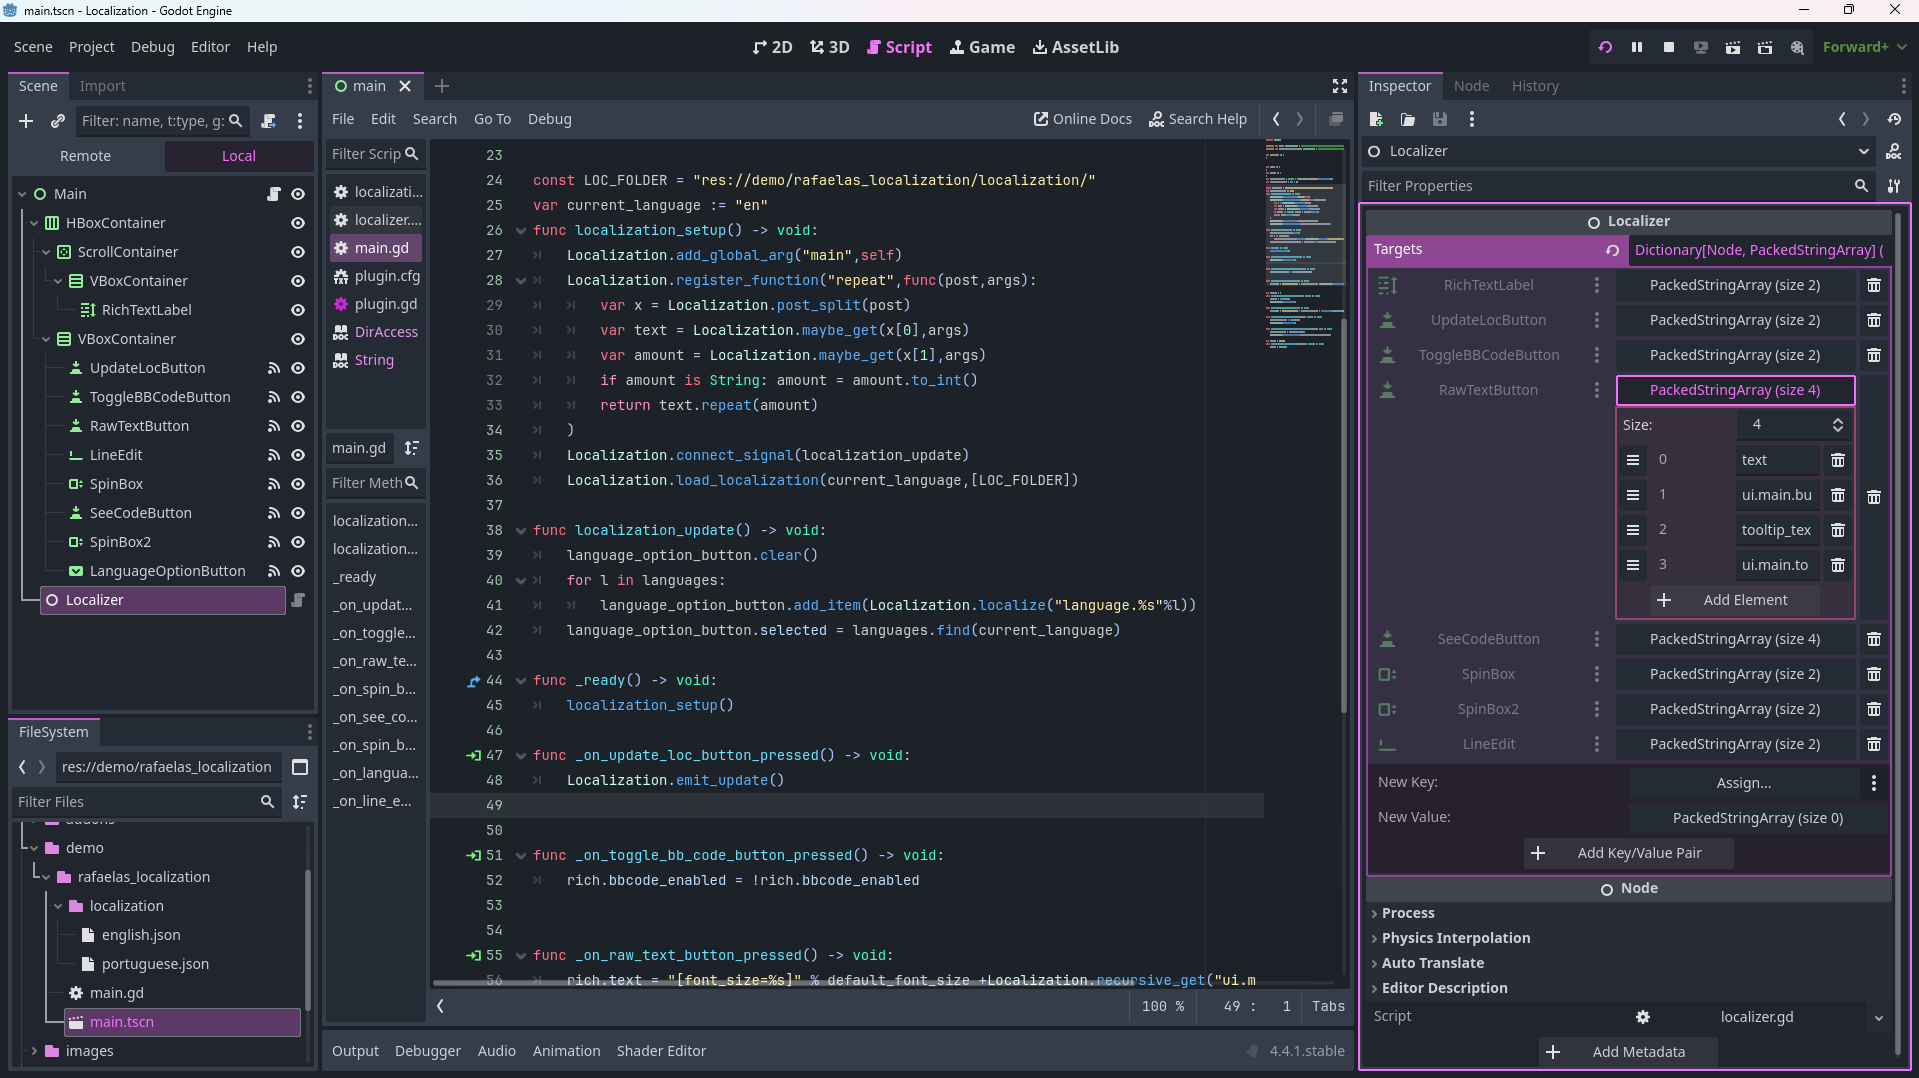 main.tscn - Localization - Godot Engine
Scene Project Debug Editor Help
2D 3D Script Game AssetLib
Forward+
Scene Import
Filter: name, t:type, g:
Remote Local
Main
HBoxContainer
ScrollContainer
VBoxContainer
RichTextLabel
VBoxContainer
UpdateLocButton
ToggleBBCodeButton
RawTextButton
LineEdit
SpinBox
SeeCodeButton
SpinBox2
LanguageOptionButton
Localizer
FileSystem
res://demo/rafaelas_localization
Filter Files
addons
demo
rafaelas_localization
localization
english.json
portuguese.json
main.gd
main.tscn
images
main
File Edit Search Go To Debug
Online Docs Search Help
Filter Scrip
localizati...
localizer....
main.gd
plugin.cfg
plugin.gd
DirAccess
String
main.gd
Filter Meth
localization...
localization...
_ready
_on_updat...
_on_toggle...
_on_raw_te...
_on_spin_b...
_on_see_co...
_on_spin_b...
_on_langua...
_on_line_e...
23
24 const LOC_FOLDER = "res://demo/rafaelas_localization/localization/"
25 var current_language := "en"
26 func localization_setup() -> void:
27 Localization.add_global_arg("main",self)
28 Localization.register_function("repeat",func(post,args):
29 var x = Localization.post_split(post)
30 var text = Localization.maybe_get(x[0],args)
31 var amount = Localization.maybe_get(x[1],args)
32 if amount is String: amount = amount.to_int()
33 return text.repeat(amount)
34 )
35 Localization.connect_signal(localization_update)
36 Localization.load_localization(current_language,[LOC_FOLDER])
37
38 func localization_update() -> void:
39 language_option_button.clear()
40 for l in languages:
41 language_option_button.add_item(Localization.localize("language.%s"%l))
42 language_option_button.selected = languages.find(current_language)
43
44 func _ready() -> void:
45 localization_setup()
46
47 func _on_update_loc_button_pressed() -> void:
48 Localization.emit_update()
49
50
51 func _on_toggle_bb_code_button_pressed() -> void:
52 rich.bbcode_enabled = !rich.bbcode_enabled
53
54
55 func _on_raw_text_button_pressed() -> void:
56 rich.text = "[font_size=%s]" % default_font_size +Localization.recursive_get("ui.m
100 % 49 : 1 Tabs
Output Debugger Audio Animation Shader Editor
4.4.1.stable
Inspector Node History
Localizer
Filter Properties
Localizer
Targets Dictionary[Node, PackedStringArray] (
RichTextLabel PackedStringArray (size 2)
UpdateLocButton PackedStringArray (size 2)
ToggleBBCodeButton PackedStringArray (size 2)
RawTextButton PackedStringArray (size 4)
Size: 4
0 text
1 ui.main.bu
2 tooltip_tex
3 ui.main.to
Add Element
SeeCodeButton PackedStringArray (size 4)
SpinBox PackedStringArray (size 2)
SpinBox2 PackedStringArray (size 2)
LineEdit PackedStringArray (size 2)
New Key: Assign...
New Value: PackedStringArray (size 0)
Add Key/Value Pair
Node
Process
Physics Interpolation
Auto Translate
Editor Description
Script localizer.gd
Add Metadata